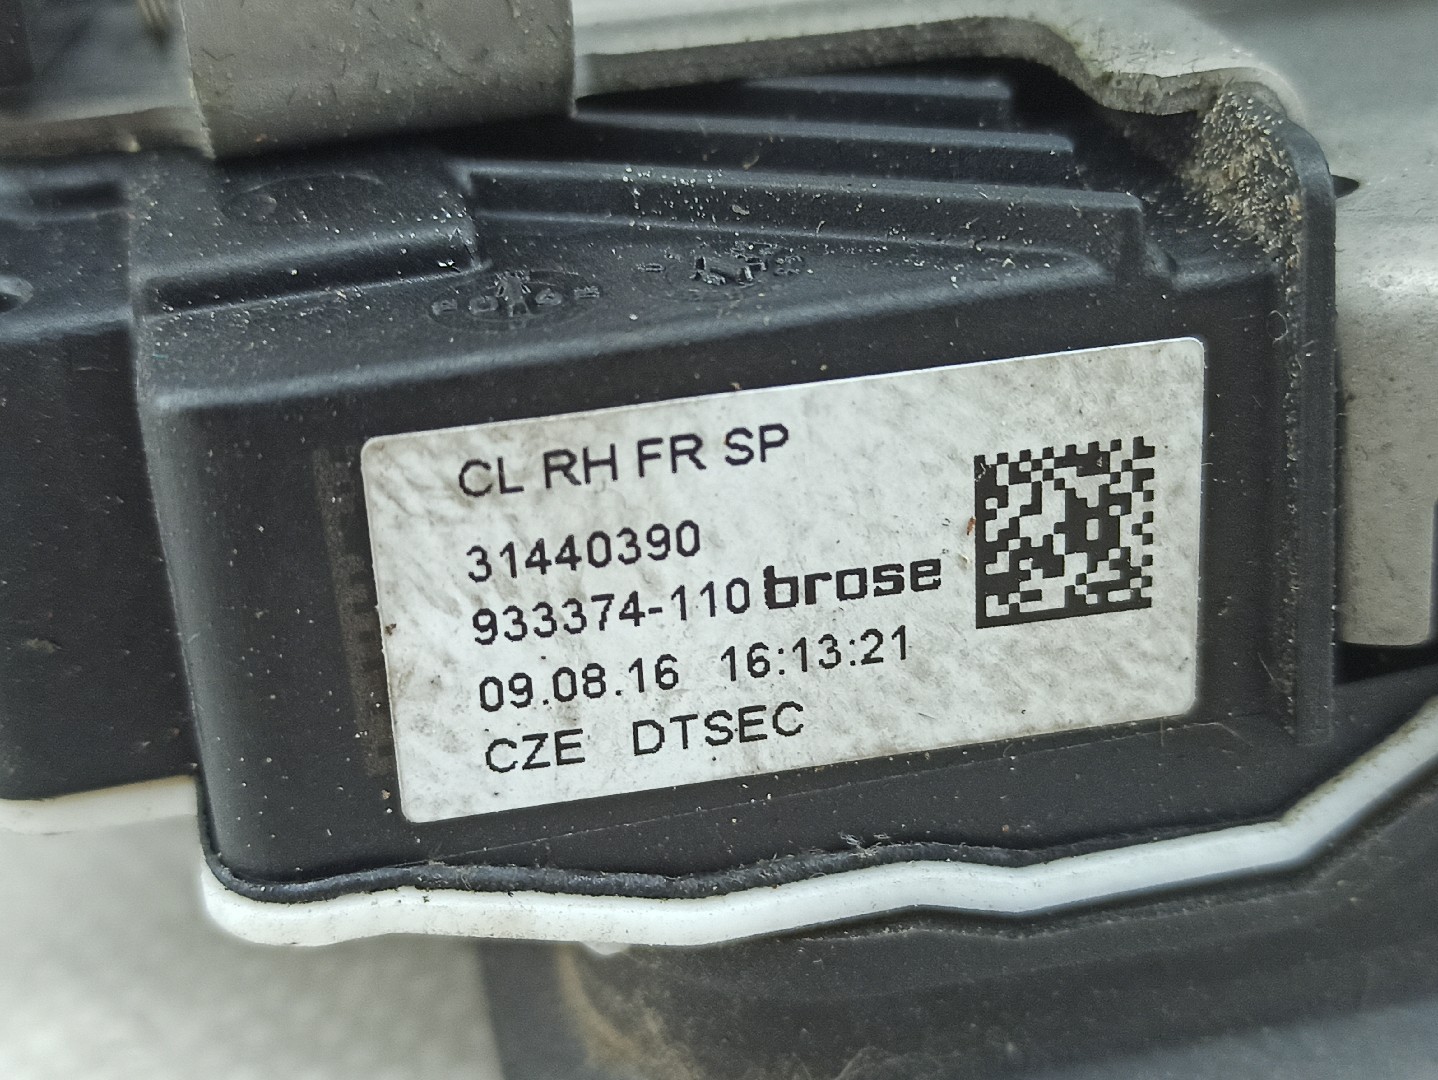 CL RH FR SP
31440390
933374-110 brose
09.08.16 16:13:21
CZE DTSEC